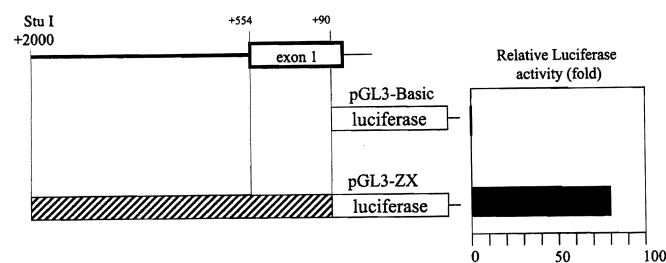 Stu I
+2000
+554
+90
exon 1
Relative Luciferase
activity (fold)
pGL3-Basic
luciferase
pGL3-ZX
luciferase
0 50 100